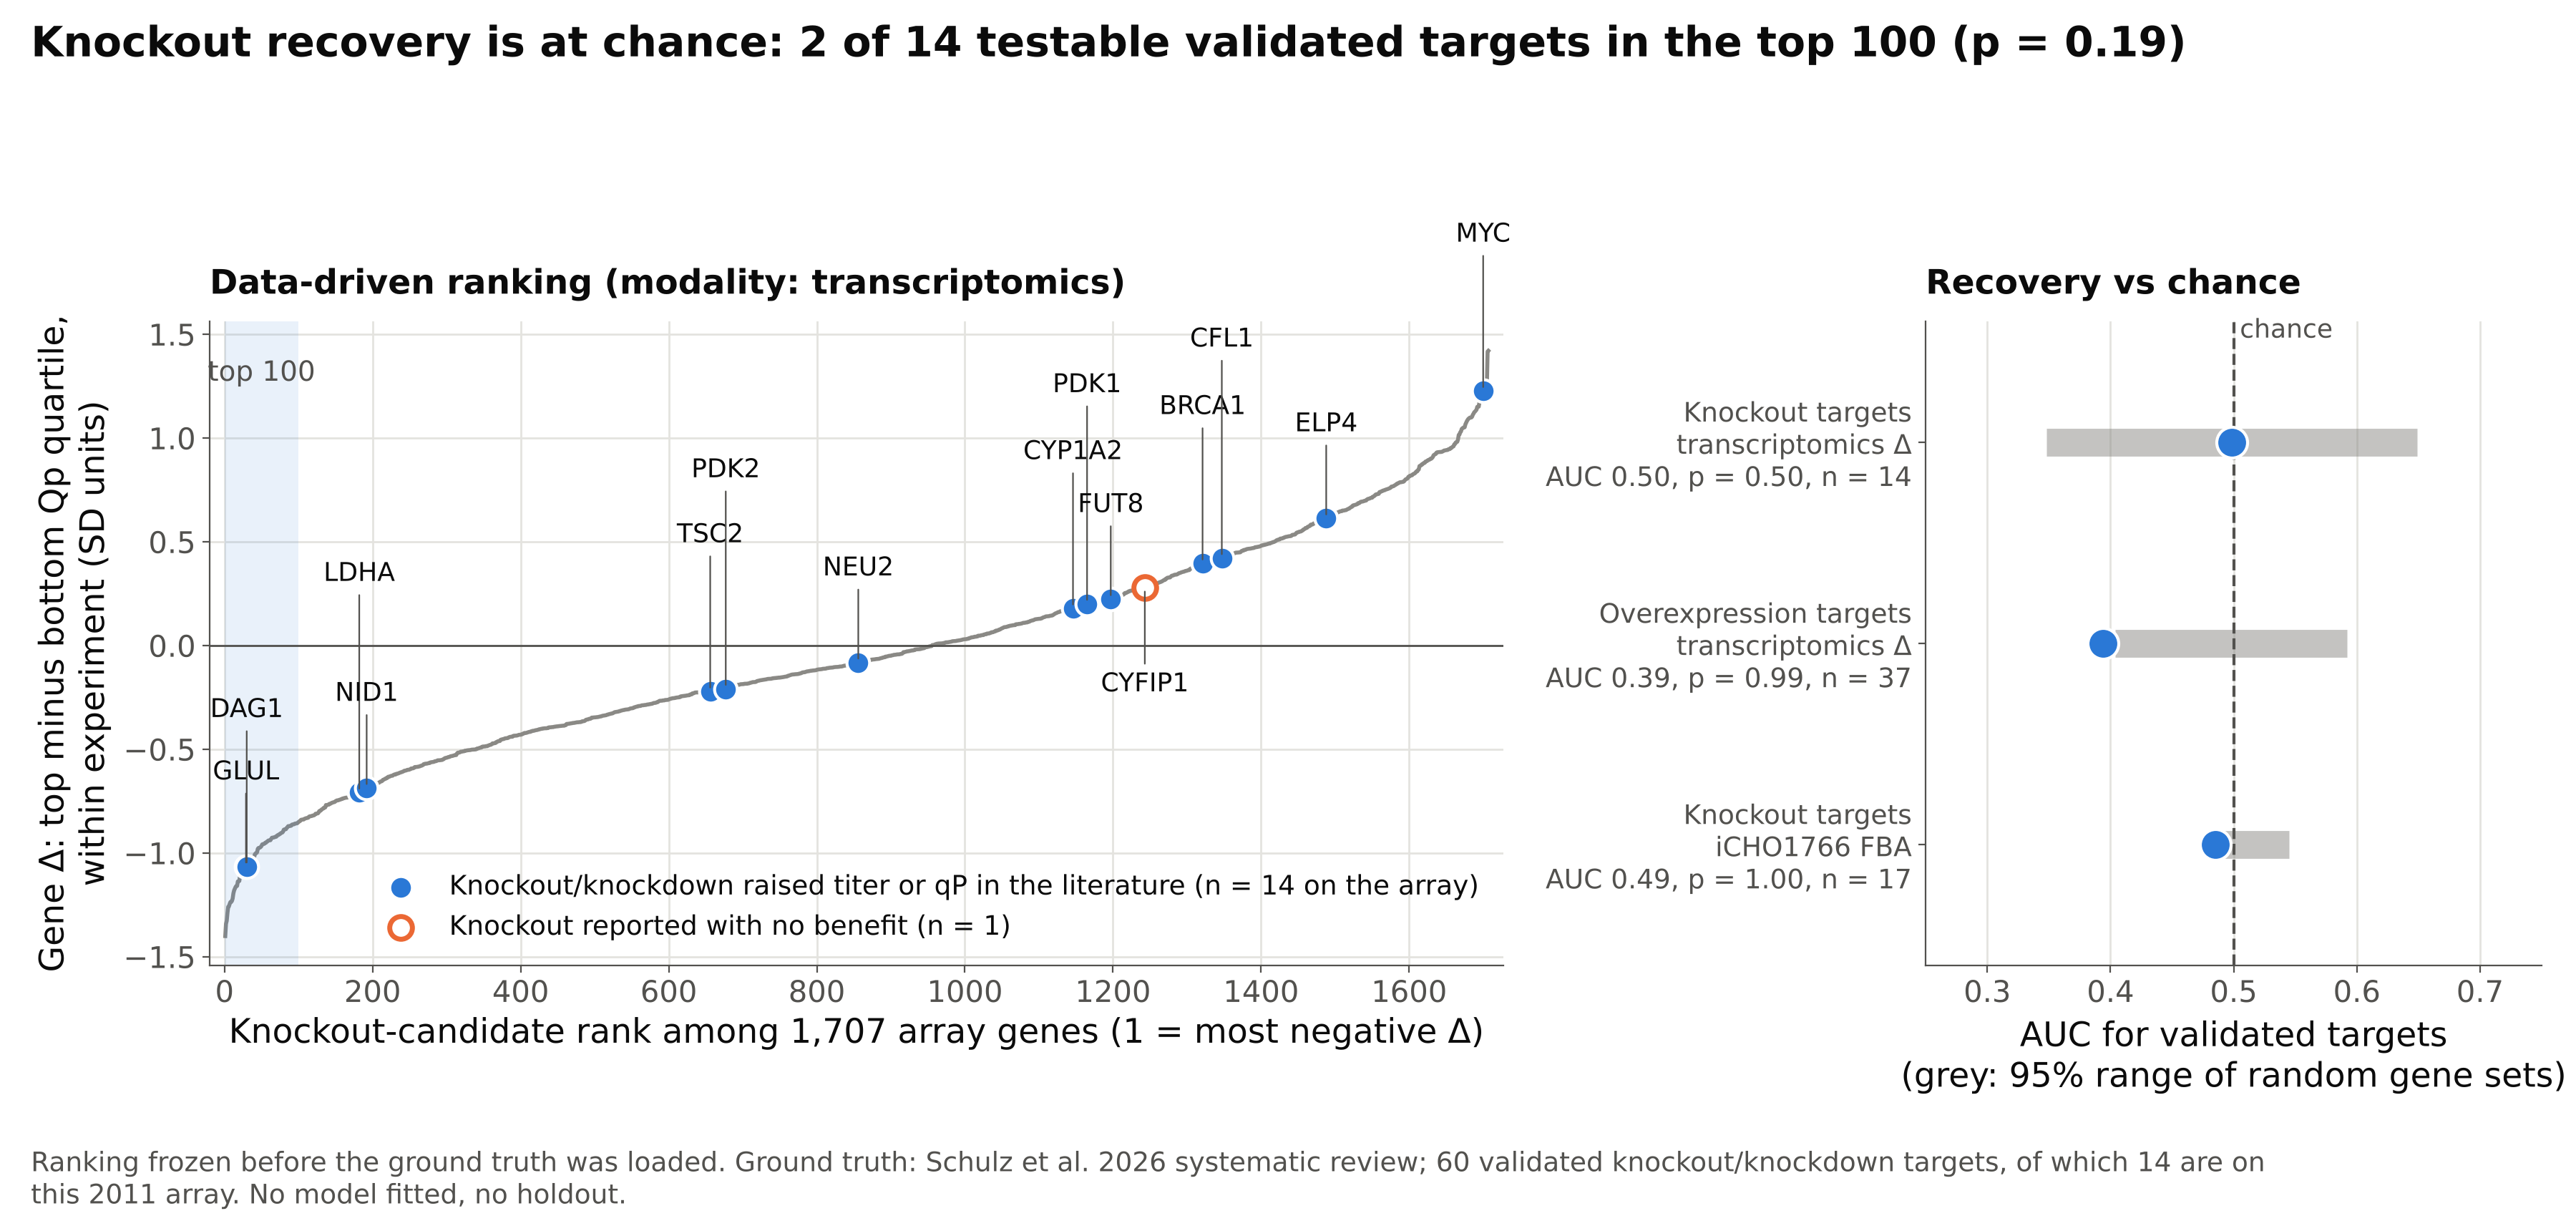 Knockout recovery is at chance: 2 of 14 testable validated targets in the top 100 (p = 0.19)
Data-driven ranking (modality: transcriptomics)
Gene Δ: top minus bottom Qp quartile,
within experiment (SD units)
1.5
1.0
0.5
0.0
−0.5
−1.0
−1.5
top 100
MYC
CFL1
PDK1
BRCA1
ELP4
CYP1A2
PDK2
FUT8
TSC2
NEU2
LDHA
CYFIP1
NID1
DAG1
GLUL
Knockout/knockdown raised titer or qP in the literature (n = 14 on the array)
Knockout reported with no benefit (n = 1)
0 200 400 600 800 1000 1200 1400 1600
Knockout-candidate rank among 1,707 array genes (1 = most negative Δ)
Recovery vs chance
chance
Knockout targets
transcriptomics Δ
AUC 0.50, p = 0.50, n = 14
Overexpression targets
transcriptomics Δ
AUC 0.39, p = 0.99, n = 37
Knockout targets
iCHO1766 FBA
AUC 0.49, p = 1.00, n = 17
0.3 0.4 0.5 0.6 0.7
AUC for validated targets
(grey: 95% range of random gene sets)
Ranking frozen before the ground truth was loaded. Ground truth: Schulz et al. 2026 systematic review; 60 validated knockout/knockdown targets, of which 14 are on
this 2011 array. No model fitted, no holdout.